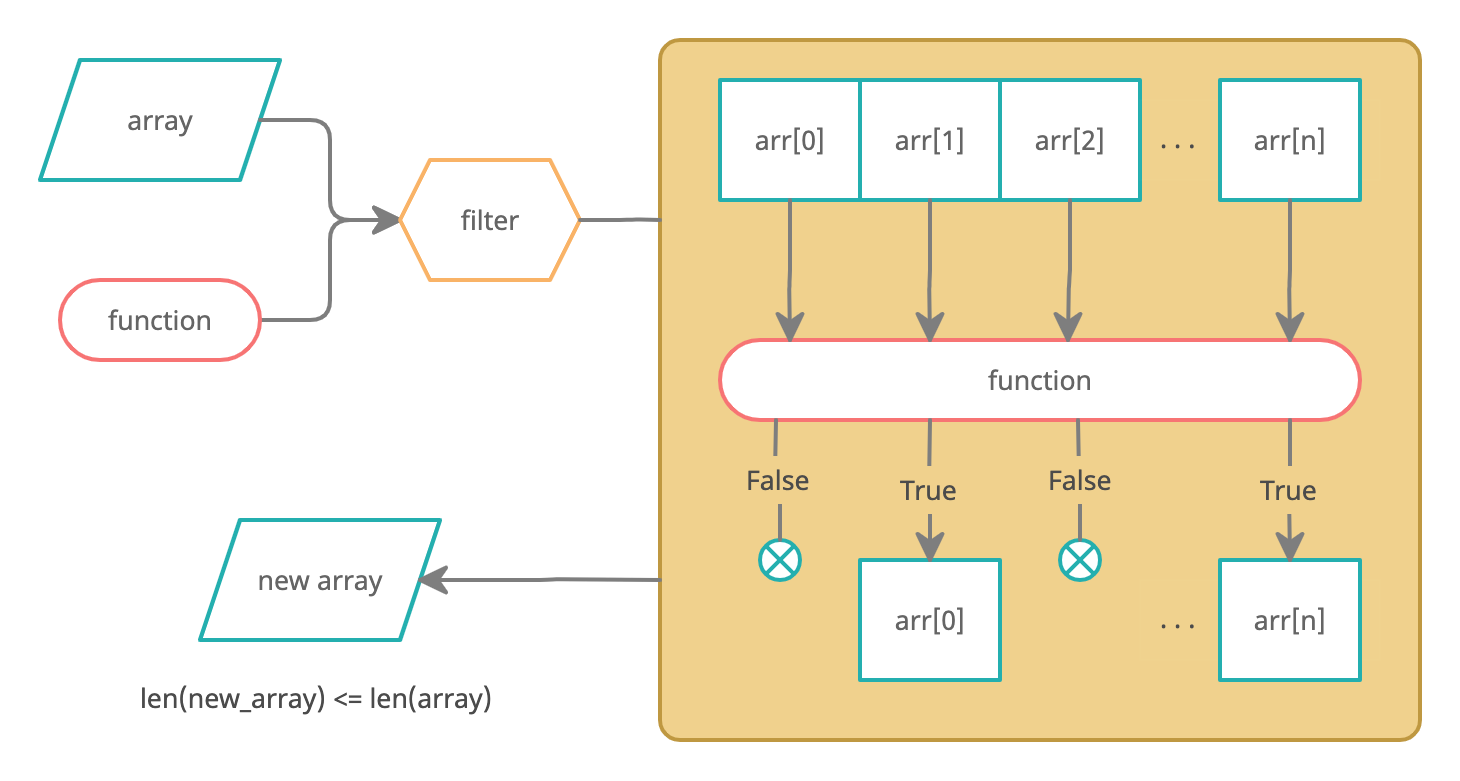 array
function
filter
arr[0]
arr[1]
arr[2]
...
arr[n]
function
False
True
False
True
arr[0]
...
arr[n]
new array
len(new_array) <= len(array)